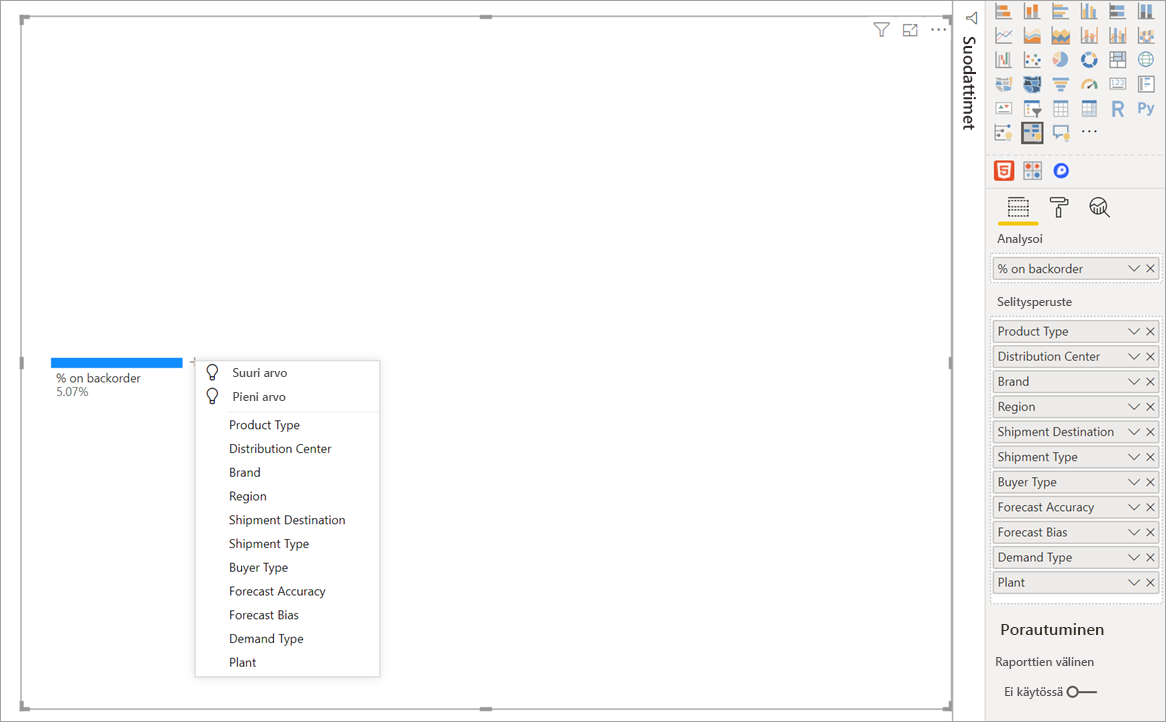 % on backorder
5.07%
Suuri arvo
Pieni arvo
Product Type
Distribution Center
Brand
Region
Shipment Destination
Shipment Type
Buyer Type
Forecast Accuracy
Forecast Bias
Demand Type
Plant
Suodattimet
123
R
Py
5
Analysoi
% on backorder
Selitysperuste
Product Type
Distribution Center
Brand
Region
Shipment Destination
Shipment Type
Buyer Type
Forecast Accuracy
Forecast Bias
Demand Type
Plant
Porautuminen
Raporttien välinen
Ei käytössä